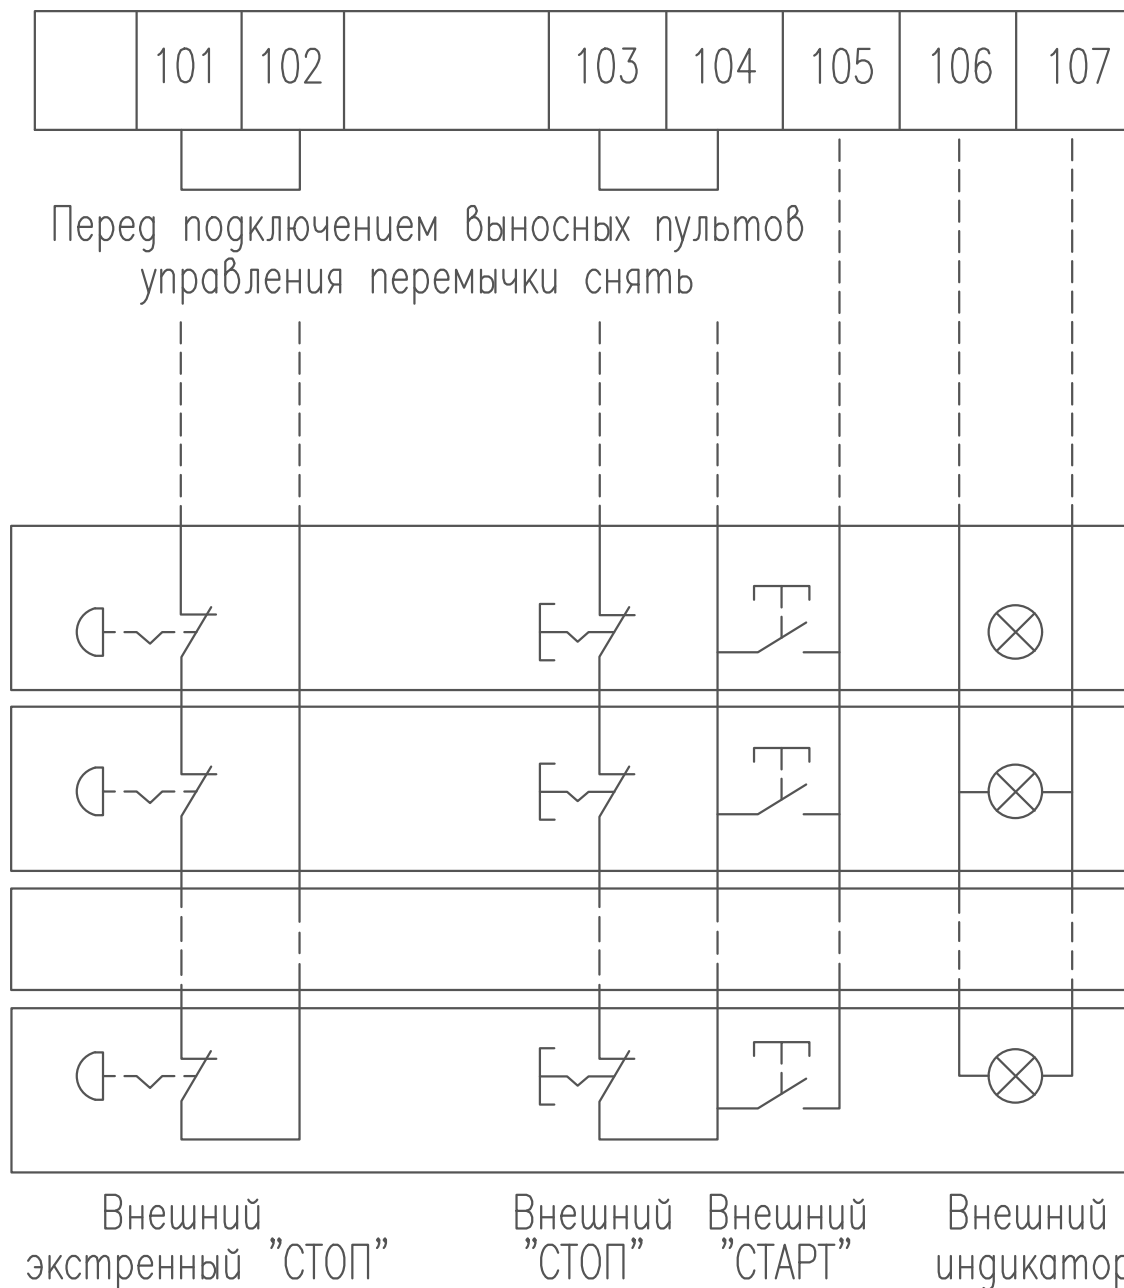 101 102 103 104 105 106 107
Перед подключением выносных пультов
управления перемычки снять
Внешний Внешний Внешний Внешний
экстренный "СТОП" "СТОП" "СТАРТ" индикатор